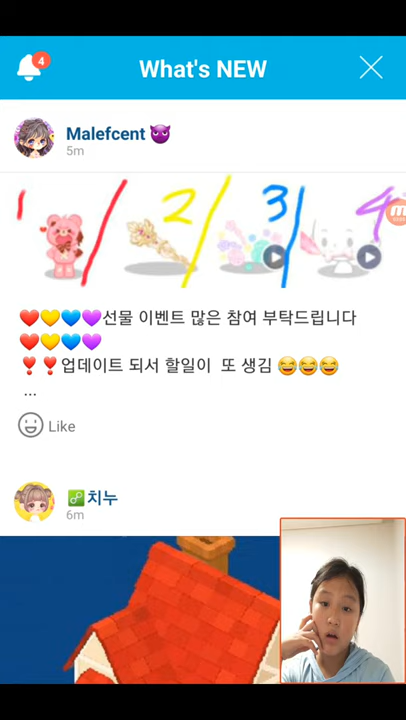 4
What's NEW
Malefcent 😈
5m
1 2 3 4
❤️💛💙💜선물 이벤트 많은 참여 부탁드립니다
❤️💛💙💜
❣️❣️업데이트 되서 할일이 또 생김 😂😂😂
...
Like
치누
6m